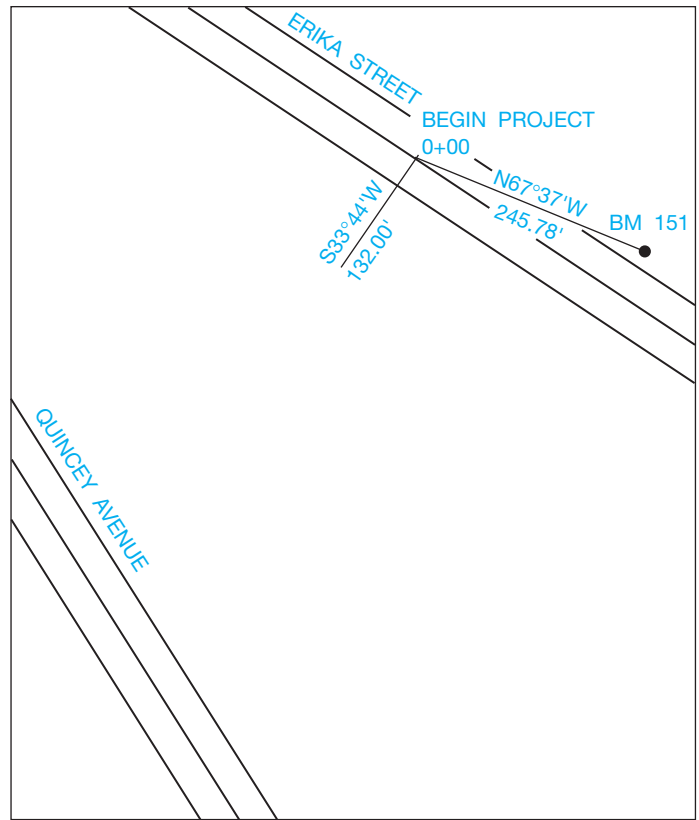 ERIKA STREET
BEGIN PROJECT
0+00
N67°37'W
245.78'
BM 151
S33°44'W
132.00'
QUINCEY AVENUE